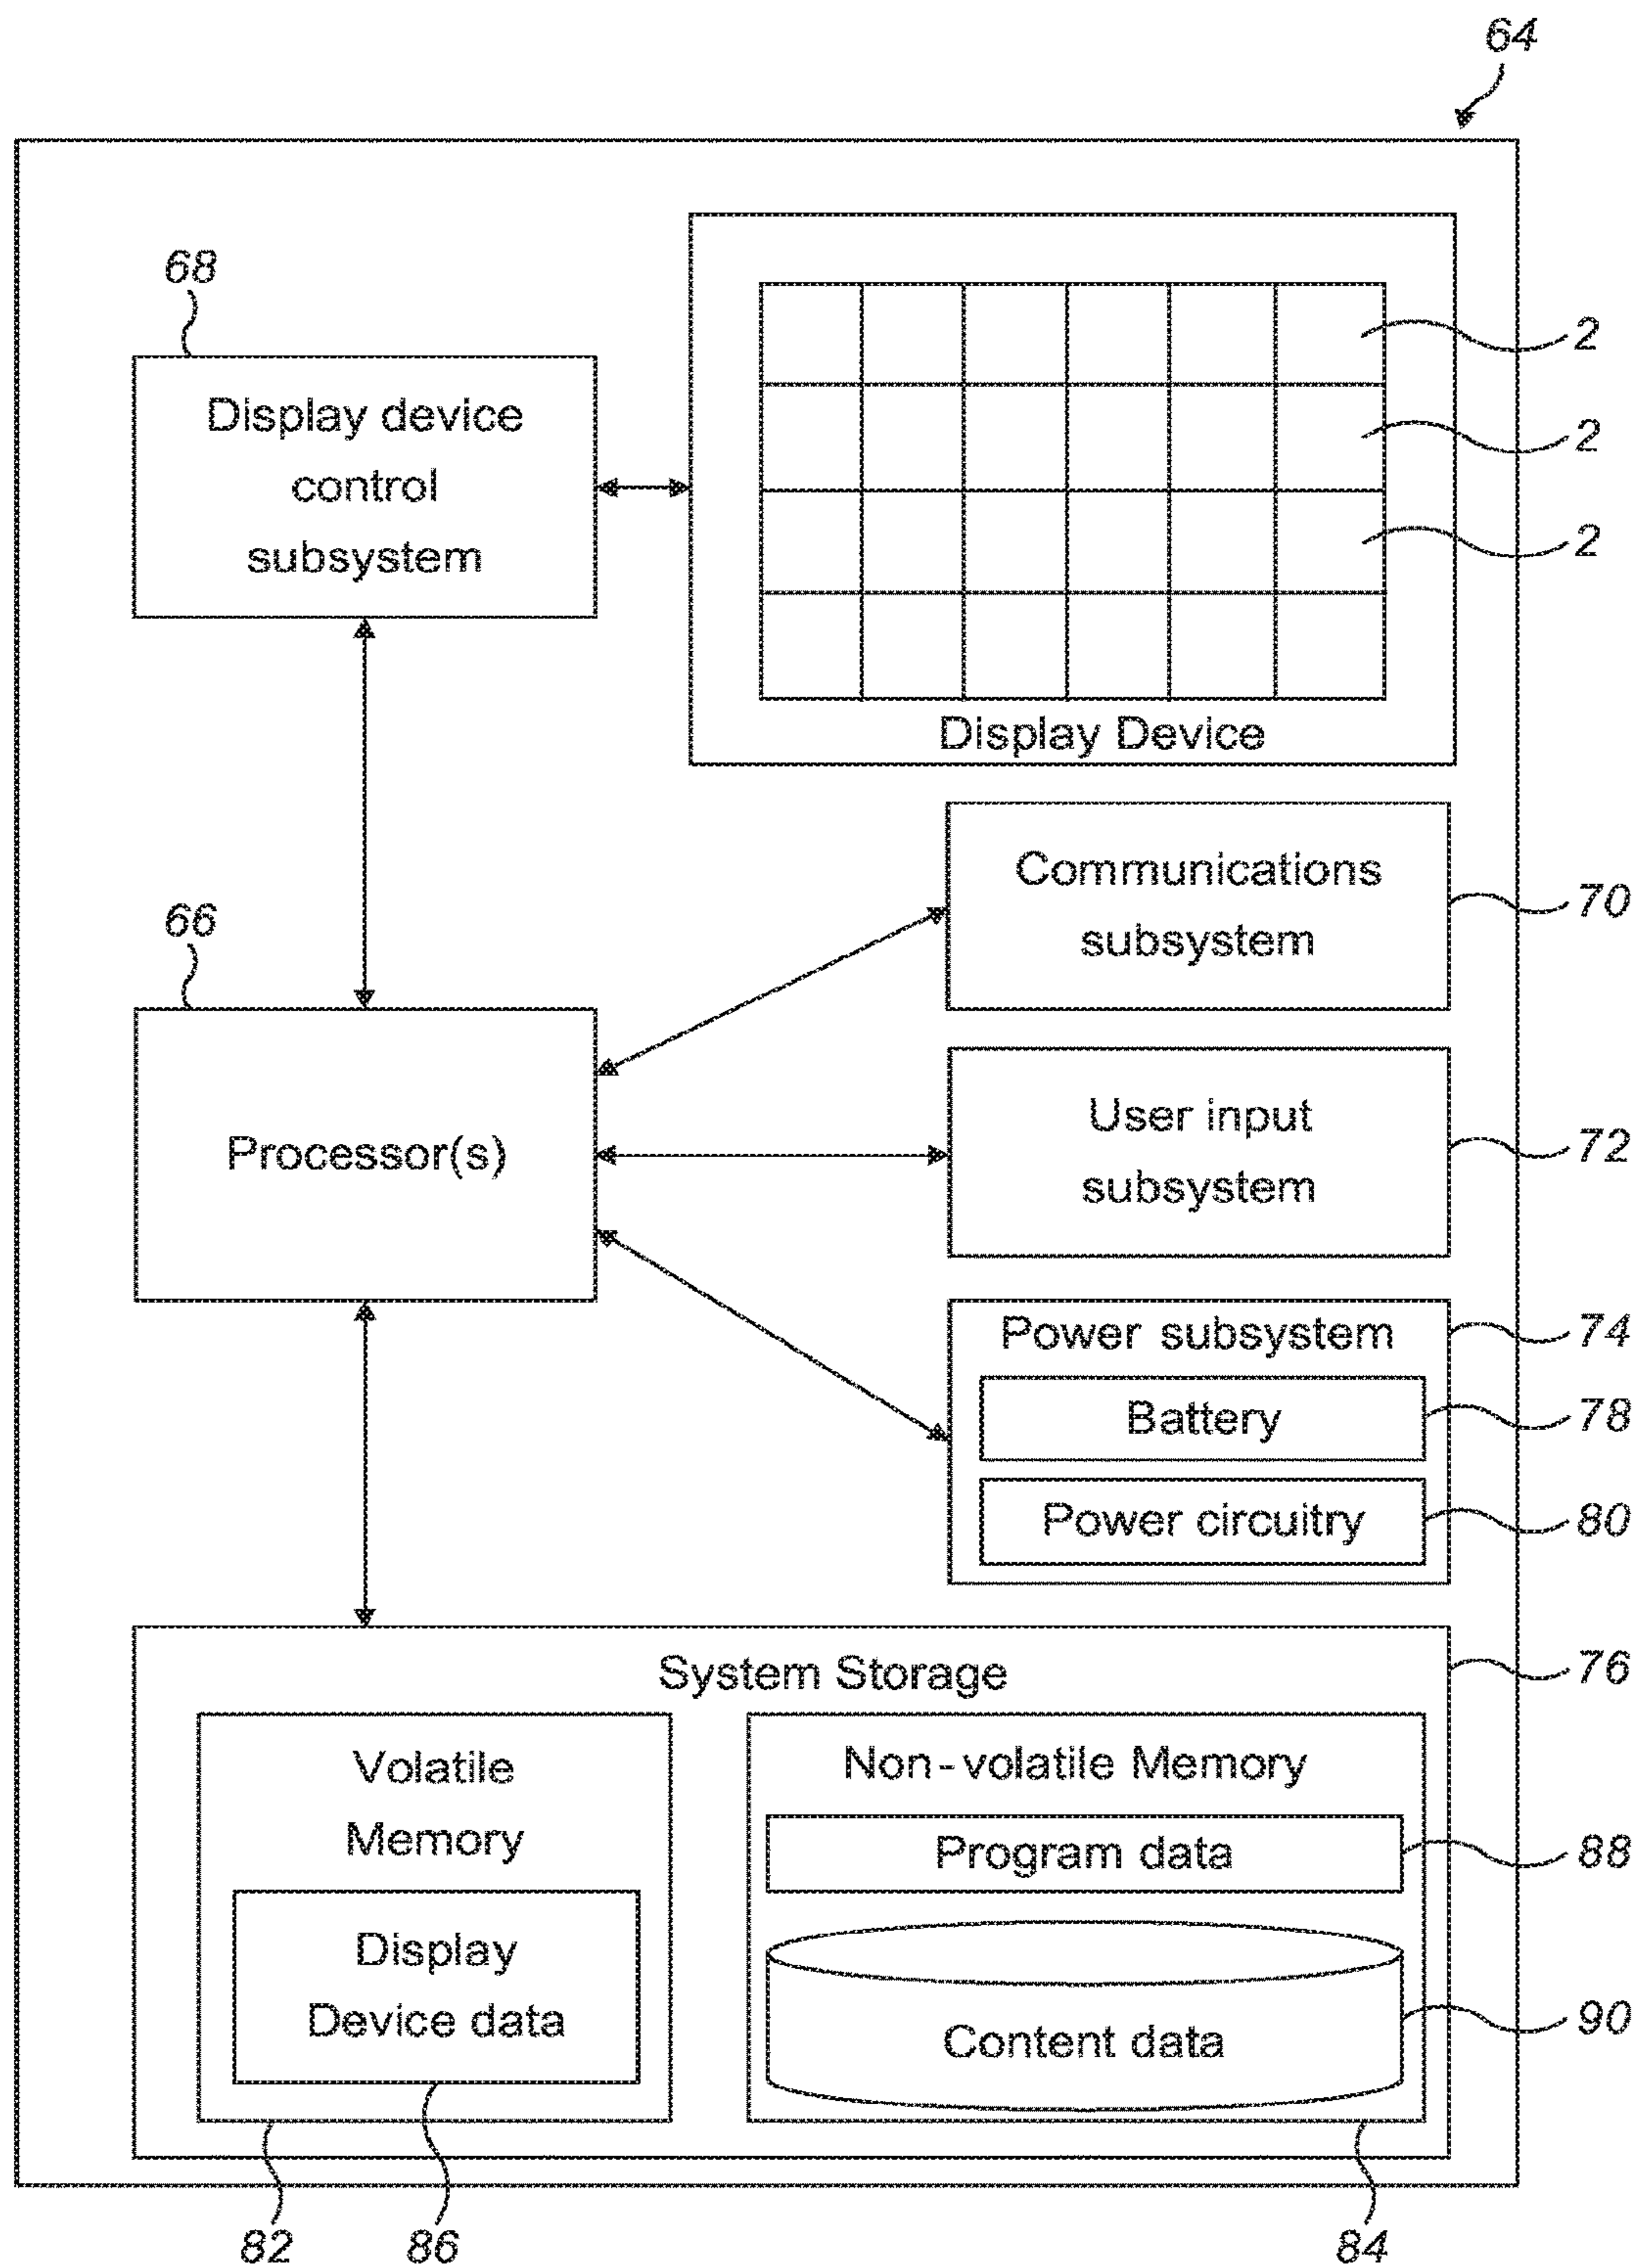 64
68
Display device
control
subsystem
2
2
2
Display Device
Communications
subsystem
70
66
Processor(s)
User input
subsystem
72
Power subsystem
74
Battery
78
Power circuitry
80
System Storage
76
Volatile
Memory
Non-volatile Memory
Program data
88
Display
Device data
Content data
90
82
86
84